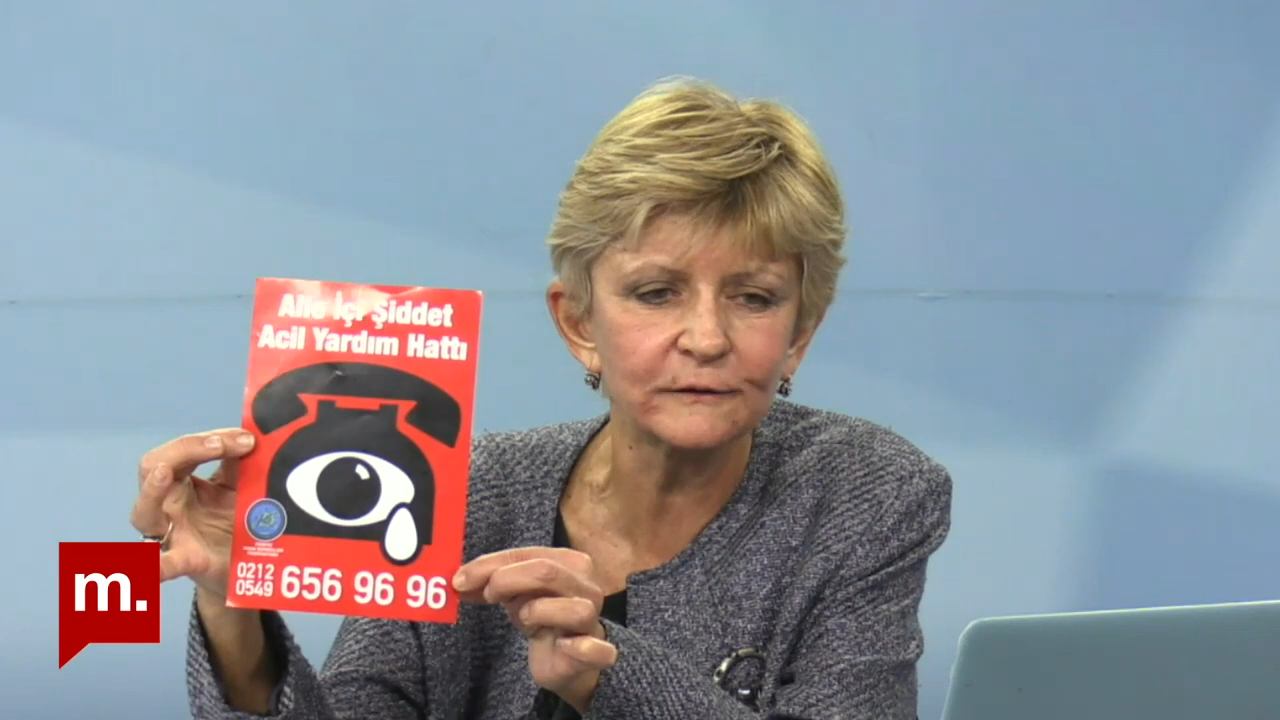 Aile İçi Şiddet
Acil Yardım Hattı
0212
0549
656 96 96
m.